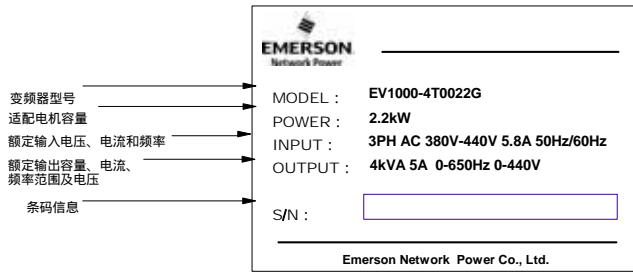 EMERSON
Network Power
变频器型号
MODEL： EV1000-4T0022G
适配电机容量
POWER： 2.2kW
额定输入电压、电流和频率
INPUT： 3PH AC 380V-440V 5.8A 50Hz/60Hz
额定输出容量、电流、
频率范围及电压
OUTPUT： 4kVA 5A 0-650Hz 0-440V
条码信息
S/N：
Emerson Network Power Co., Ltd.